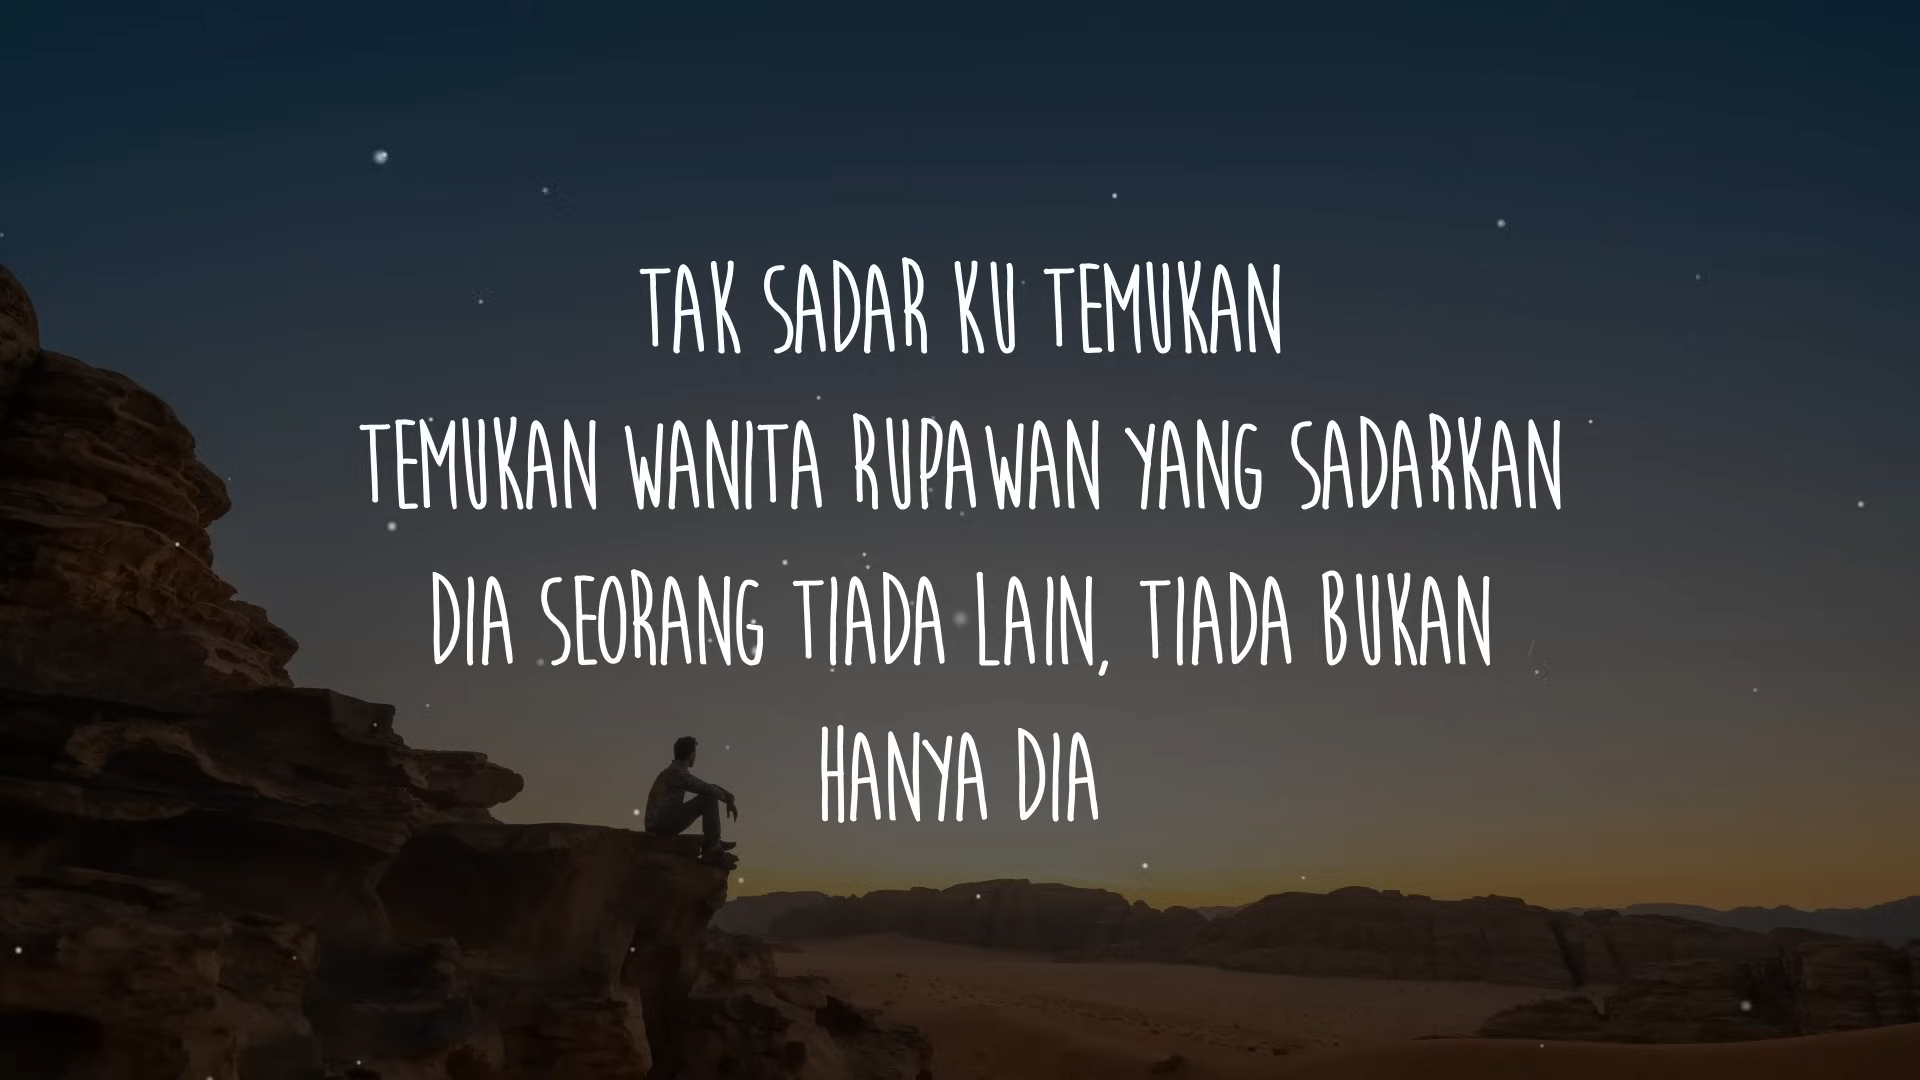 TAK SADAR KU TEMUKAN
TEMUKAN WANITA RUPAWAN YANG SADARKAN
DIA SEORANG TIADA LAIN, TIADA BUKAN
HANYA DIA